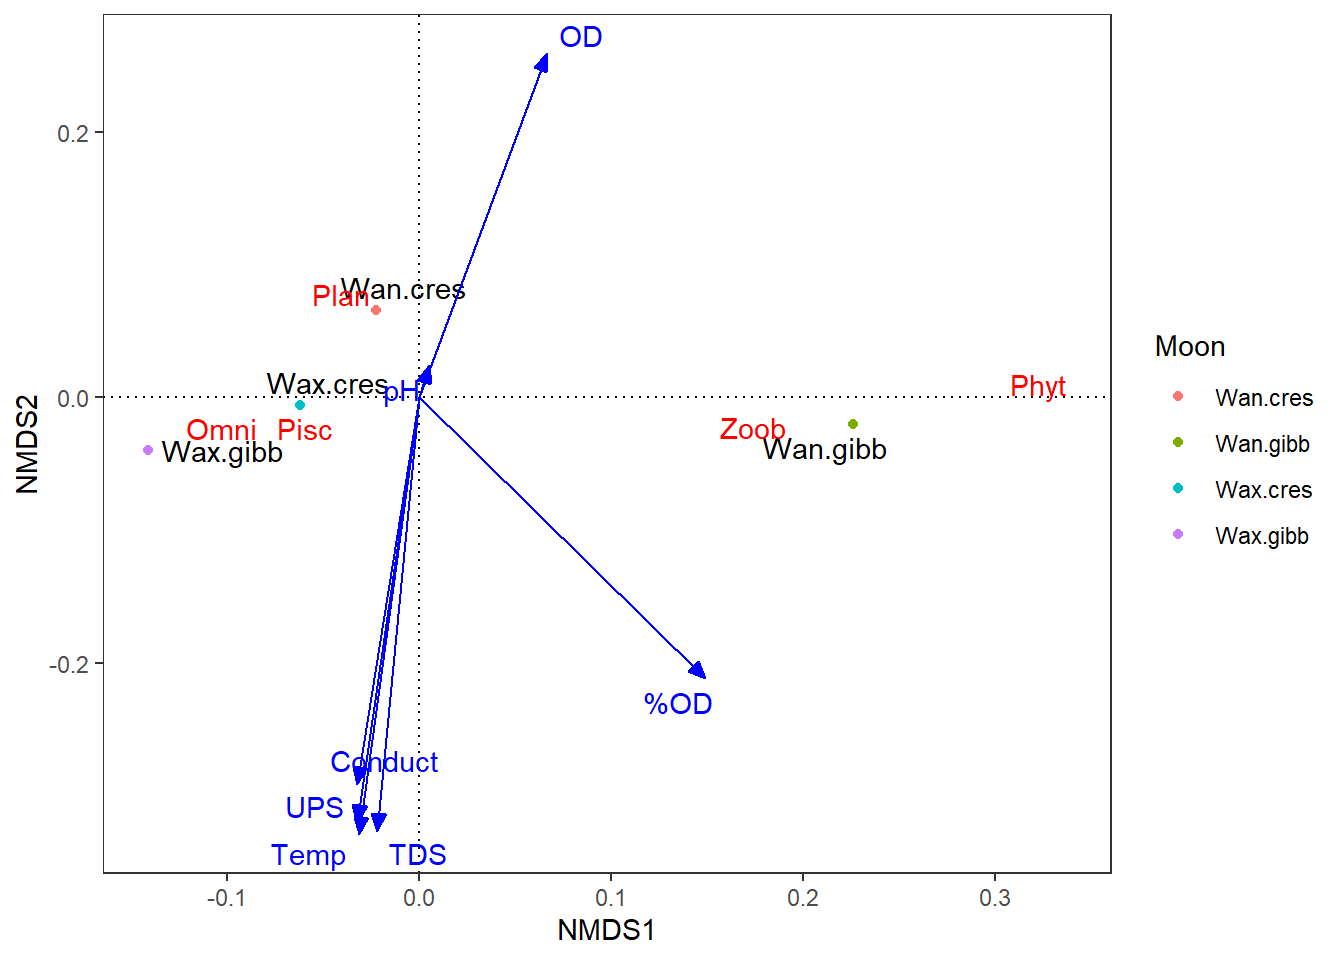 OD
0.2
Wan.cres
Plan
Wax.cres
pH
Phyt
0.0
Omni
Pisc
Zoob
Wax.gibb
Wan.gibb
NMDS2
-0.2
%OD
Conduct
UPS
Temp
TDS
-0.1
0.0
0.1
0.2
0.3
NMDS1
Moon
Wan.cres
Wan.gibb
Wax.cres
Wax.gibb